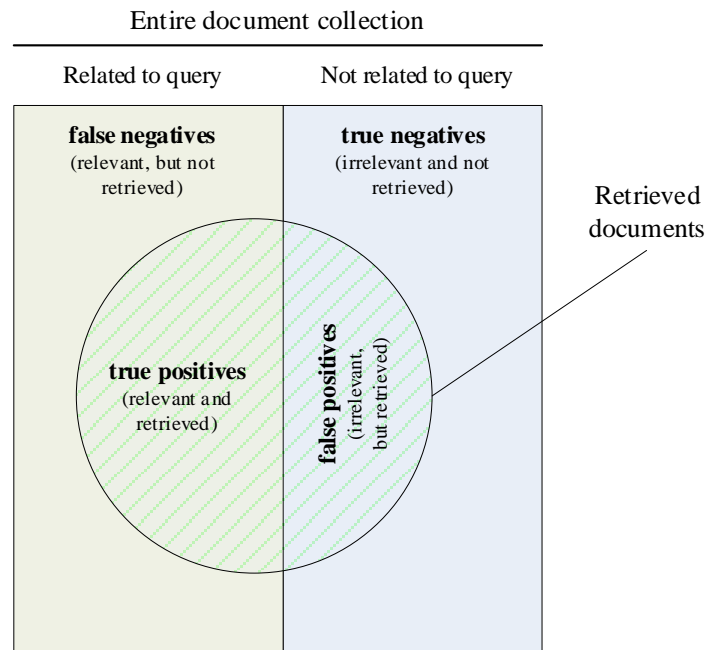 Entire document collection
Related to query
Not related to query
false negatives
(relevant, but not
retrieved)
true negatives
(irrelevant and not
retrieved)
Retrieved
documents
true positives
(relevant and
retrieved)
false positives
(irrelevant,
but retrieved)